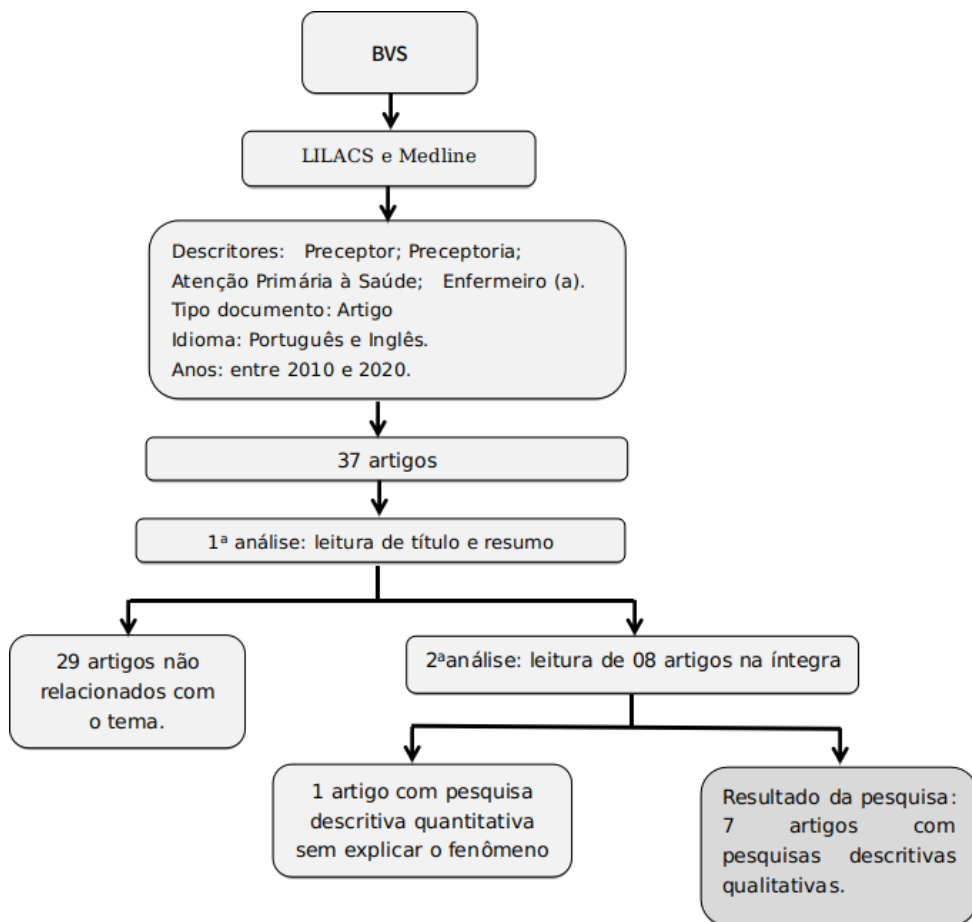 BVS
LILACS e Medline
Descritores: Preceptor; Preceptoria;
Atenção Primária à Saúde; Enfermeiro (a).
Tipo documento: Artigo
Idioma: Português e Inglês.
Anos: entre 2010 e 2020.
37 artigos
1ª análise: leitura de título e resumo
29 artigos não
relacionados com
o tema.
2ªanálise: leitura de 08 artigos na íntegra
1 artigo com pesquisa
descritiva quantitativa
sem explicar o fenômeno
Resultado da pesquisa:
7 artigos com
pesquisas descritivas
qualitativas.